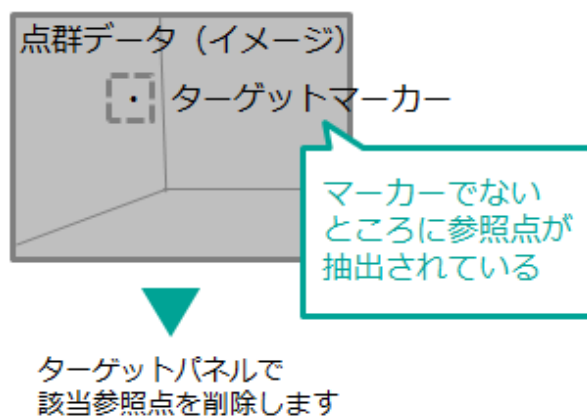 点群データ（イメージ）
ターゲットマーカー
マーカーでない
ところに参照点が
抽出されている
ターゲットパネルで
該当参照点を削除します